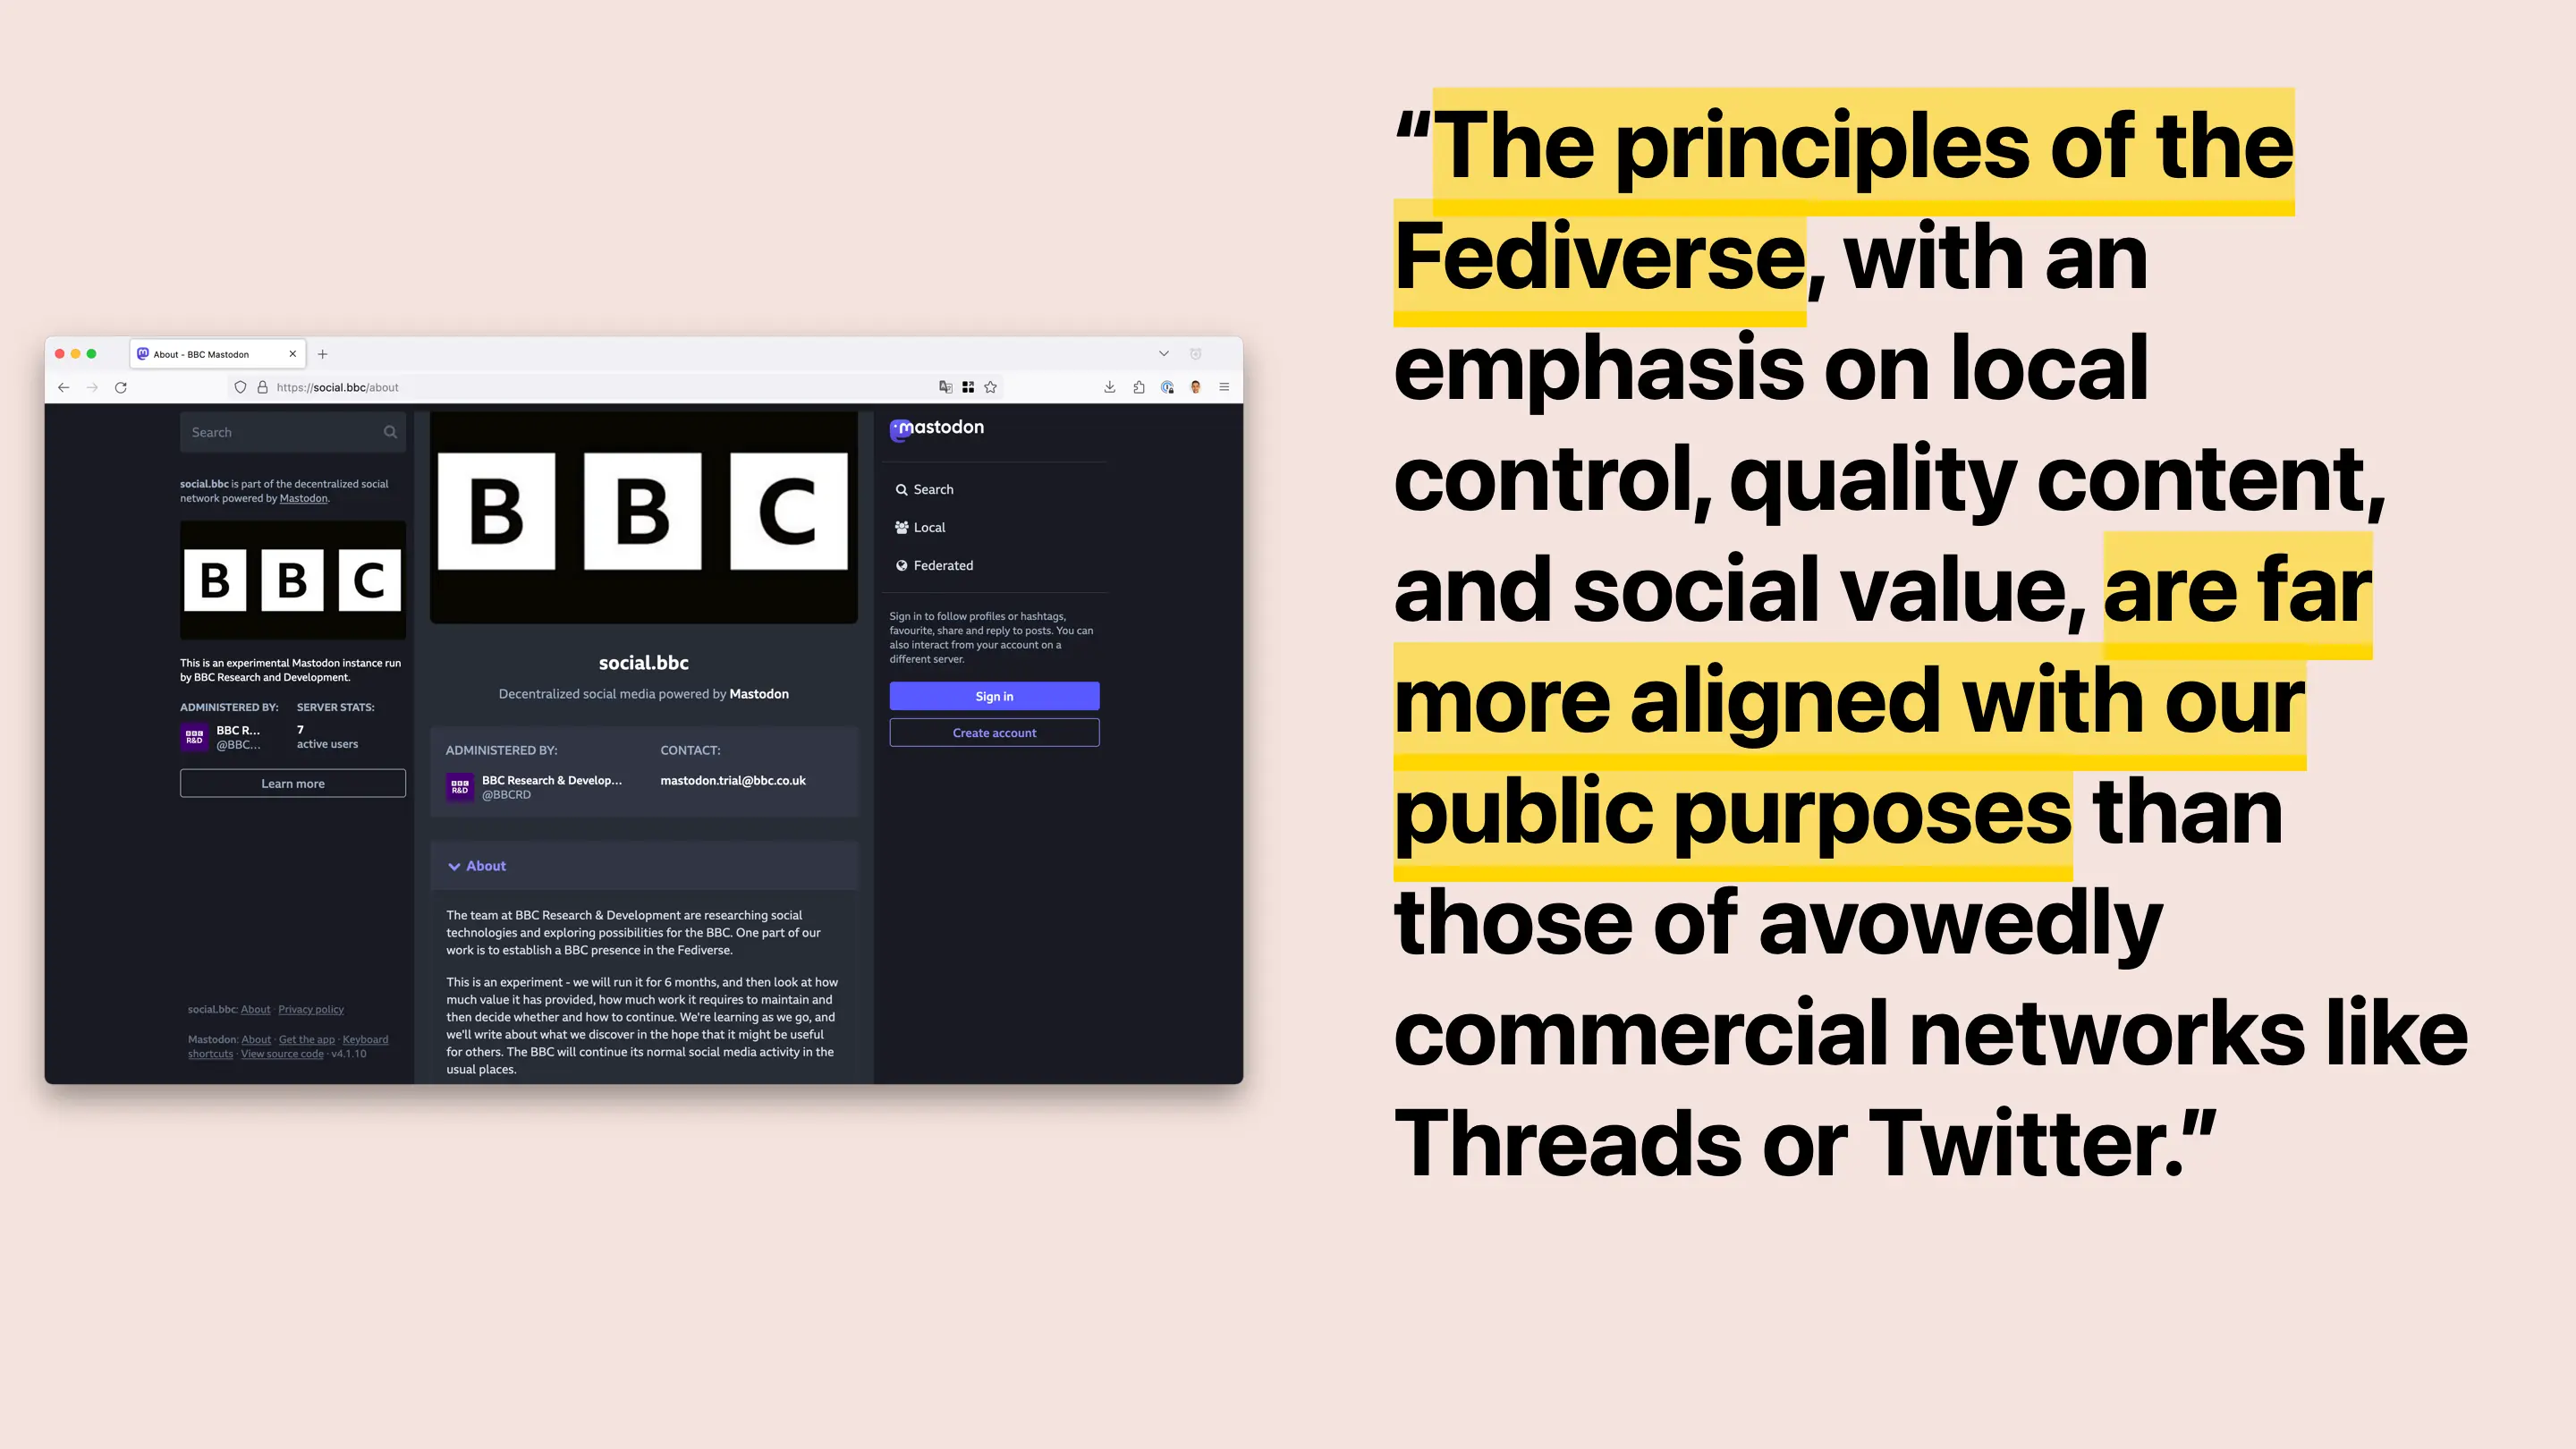 About - BBC Mastodon
https://social.bbc/about
Search
social.bbc is part of the decentralized social
network powered by Mastodon.
BBC
This is an experimental Mastodon instance run
by BBC Research and Development.
ADMINISTERED BY:
BBC R...
@BBC...
SERVER STATS:
7
active users
Learn more
social.bbc: About · Privacy policy
Mastodon: About · Get the app · Keyboard
shortcuts · View source code · v4.1.10
BBC
social.bbc
Decentralized social media powered by Mastodon
ADMINISTERED BY:
BBC R&D
BBC Research & Develop...
@BBCRD
CONTACT:
mastodon.trial@bbc.co.uk
About
The team at BBC Research & Development are researching social
technologies and exploring possibilities for the BBC. One part of our
work is to establish a BBC presence in the Fediverse.
This is an experiment - we will run it for 6 months, and then look at how
much value it has provided, how much work it requires to maintain and
then decide whether and how to continue. We're learning as we go, and
we'll write about what we discover in the hope that it might be useful
for others. The BBC will continue its normal social media activity in the
usual places.
mastodon
Search
Local
Federated
Sign in to follow profiles or hashtags,
favourite, share and reply to posts. You can
also interact from your account on a
different server.
Sign in
Create account
“The principles of the
Fediverse, with an
emphasis on local
control, quality content,
and social value, are far
more aligned with our
public purposes than
those of avowedly
commercial networks like
Threads or Twitter.”